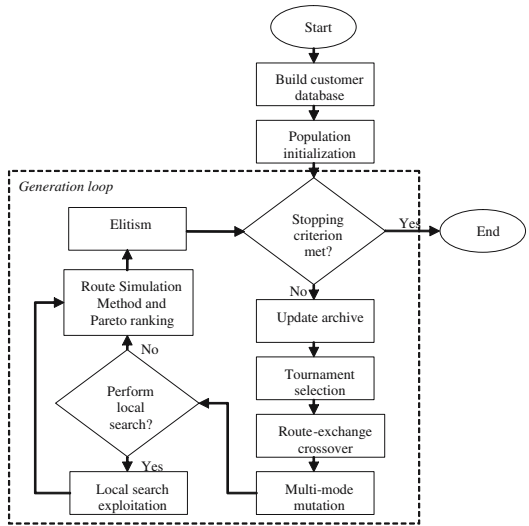 Start
Build customer
database
Population
initialization
Generation loop
Elitism
Stopping
criterion
met?
Yes
End
Route Simulation
Method and
Pareto ranking
No
Update archive
No
Perform
local
search?
Tournament
selection
Route-exchange
crossover
Yes
Local search
exploitation
Multi-mode
mutation